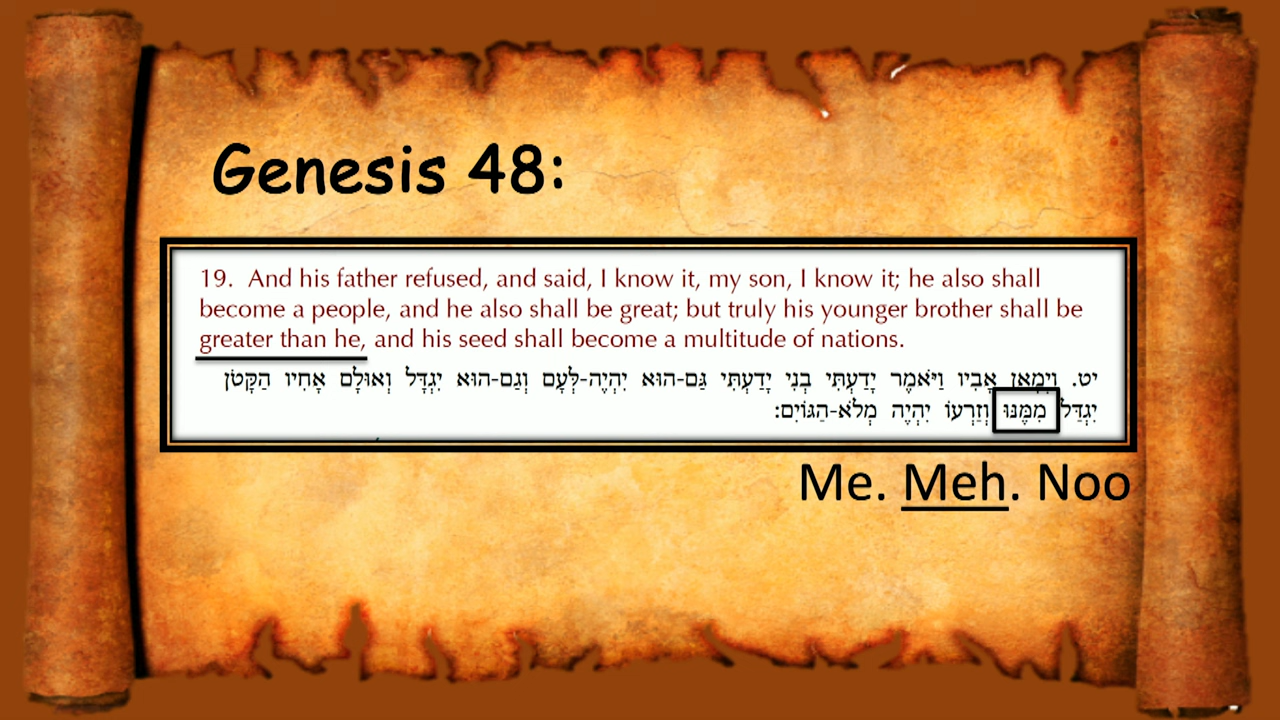 Genesis 48:
19. And his father refused, and said, I know it, my son, I know it; he also shall
become a people, and he also shall be great; but truly his younger brother shall be
greater than he, and his seed shall become a multitude of nations.
יט. וַיְמָאֵן אָבִיו וַיֹּאמֶר יָדַעְתִּי בְנִי יָדַעְתִּי גַּם-הוּא יִהְיֶה-לְּעָם וְגַם-הוּא יִגְדָּל וְאוּלָם אָחִיו הַקָּטֹן
יִגְדַּל מִמֶּנּוּ וְזַרְעוֹ יִהְיֶה מְלֹא-הַגּוֹיִם:
Me. Meh. Noo